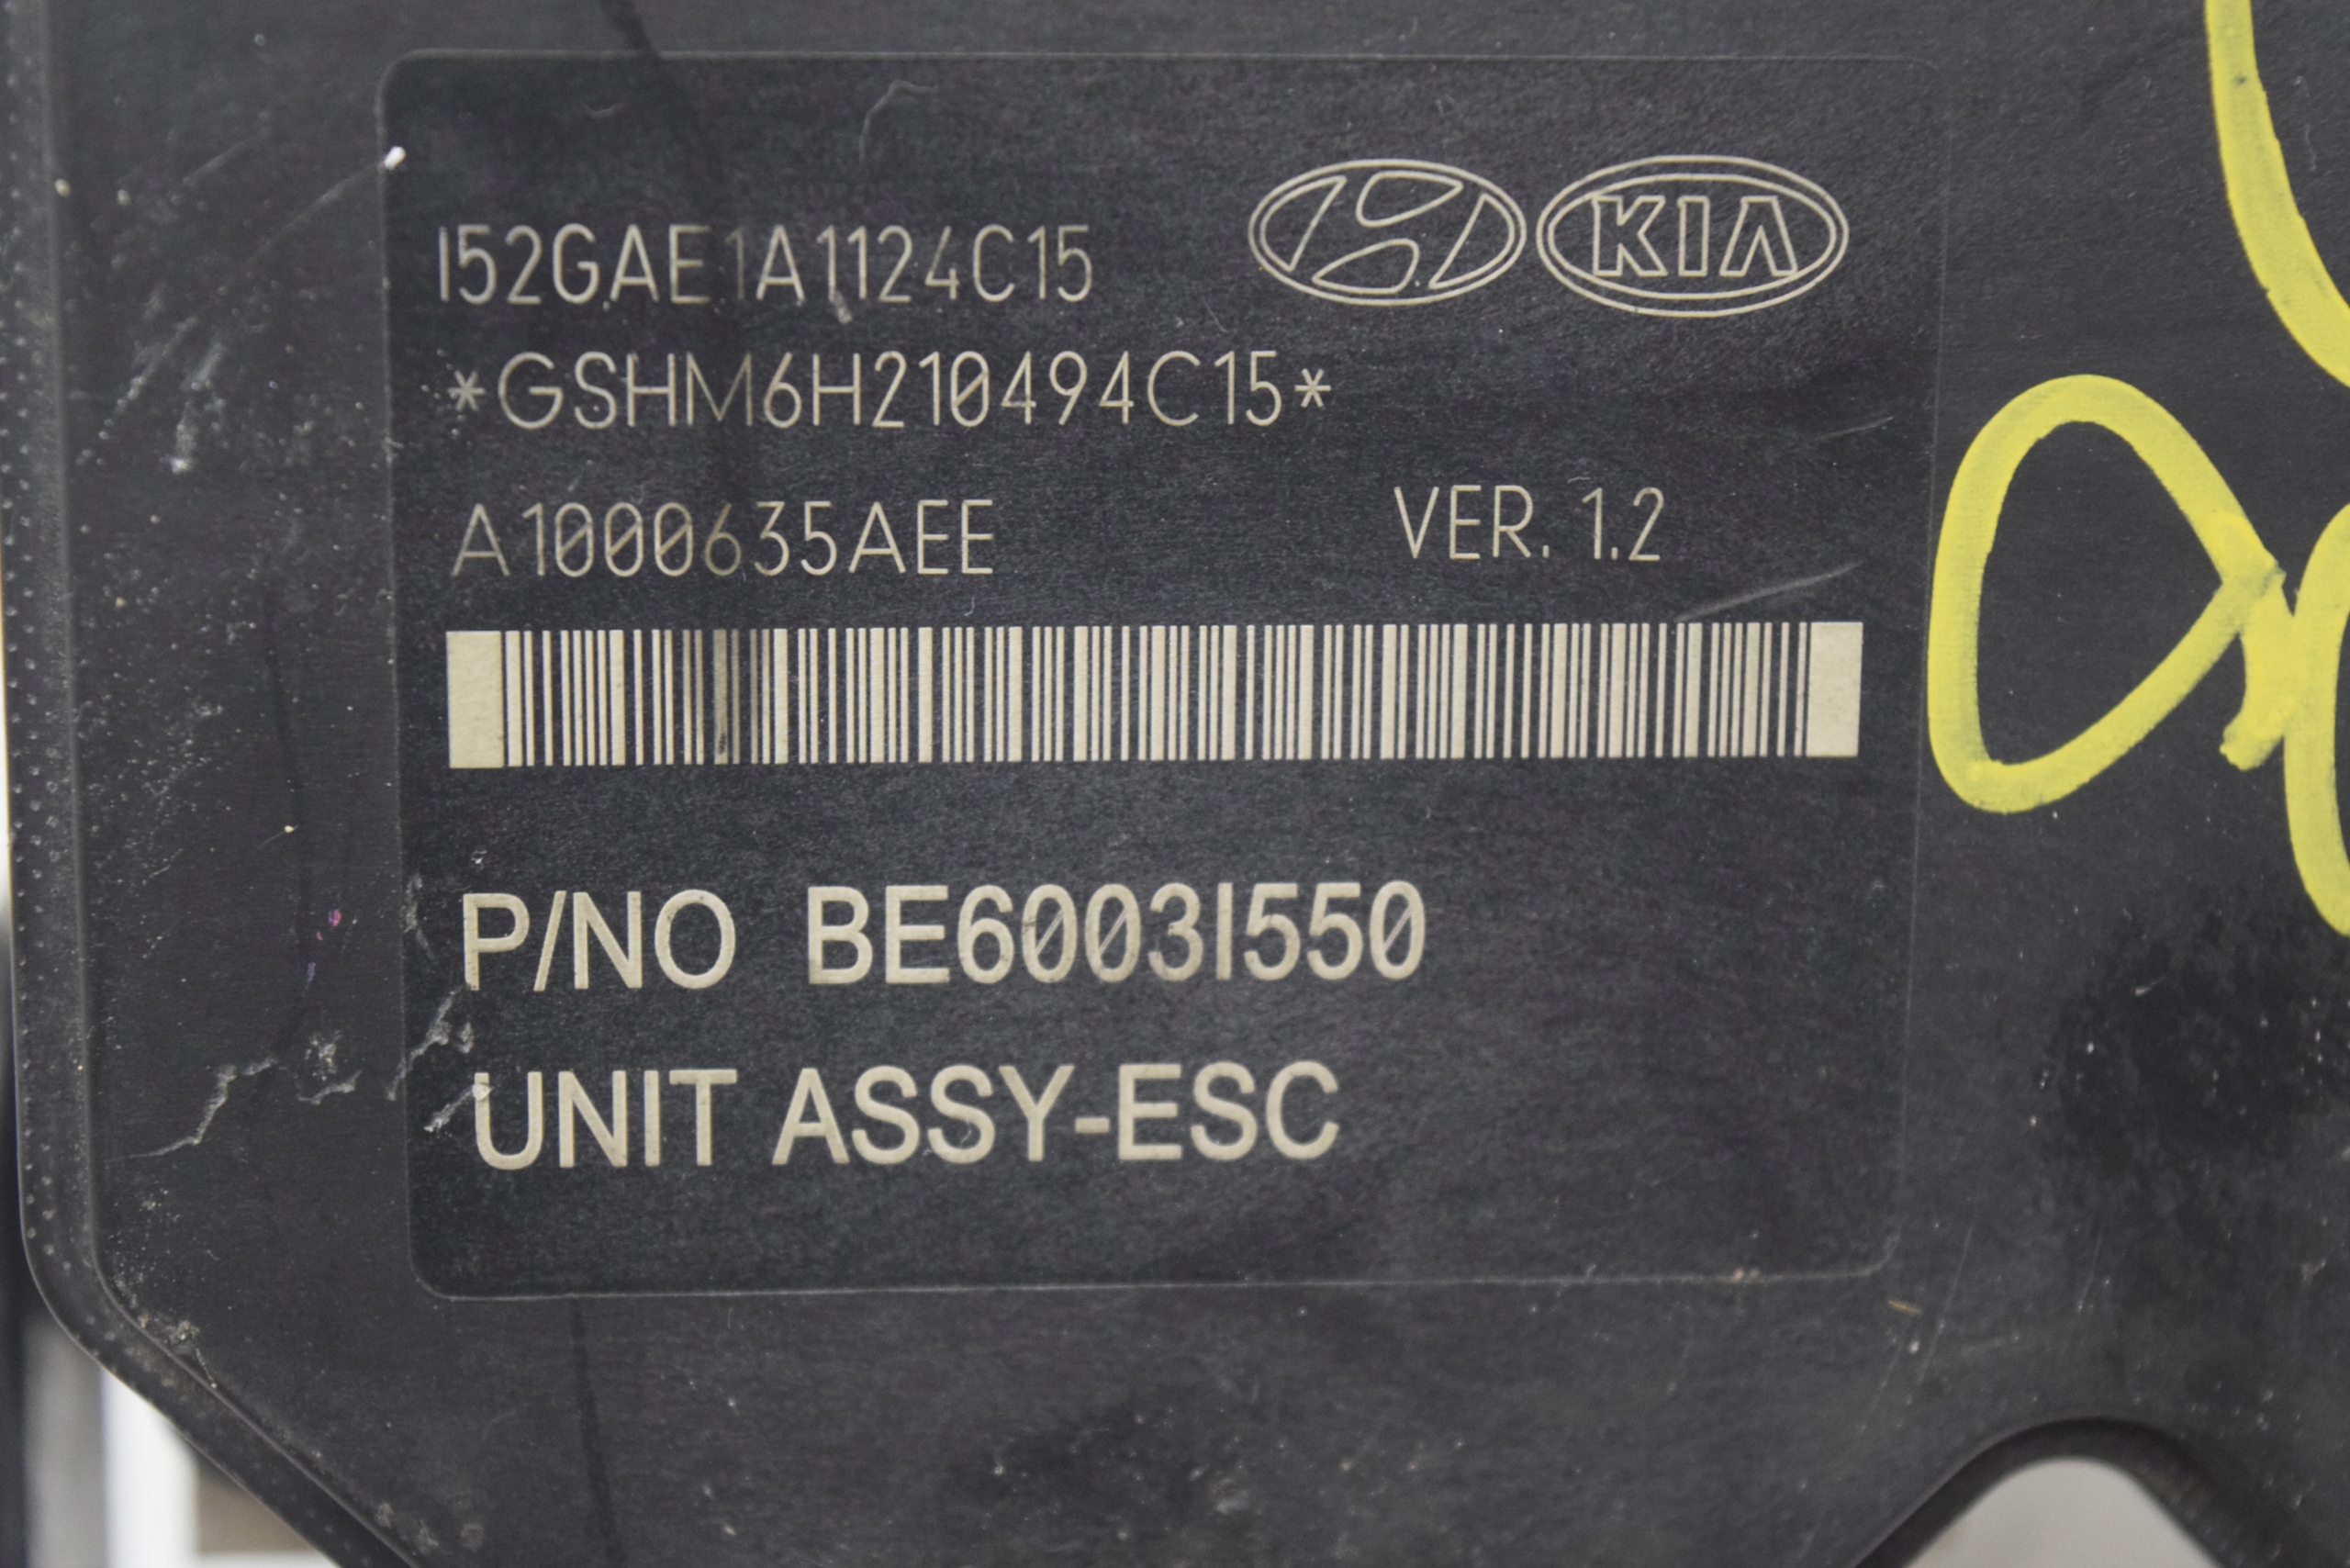 I52GAE1A1124C15
KIA
*GSHM6H210494C15*
A1000635AEE VER. 1.2
P/NO BE6003I550
UNIT ASSY-ESC